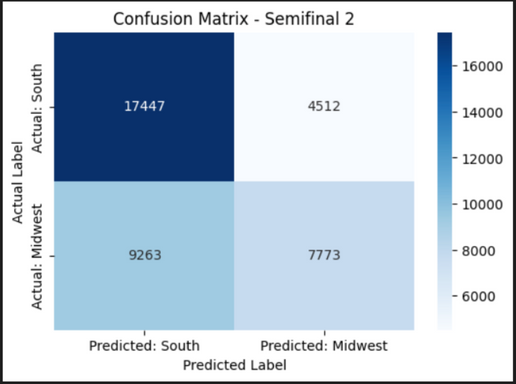 Confusion Matrix - Semifinal 2
Actual Label
Actual: South
17447
4512
Actual: Midwest
9263
7773
Predicted: South
Predicted: Midwest
Predicted Label
16000
14000
12000
10000
8000
6000